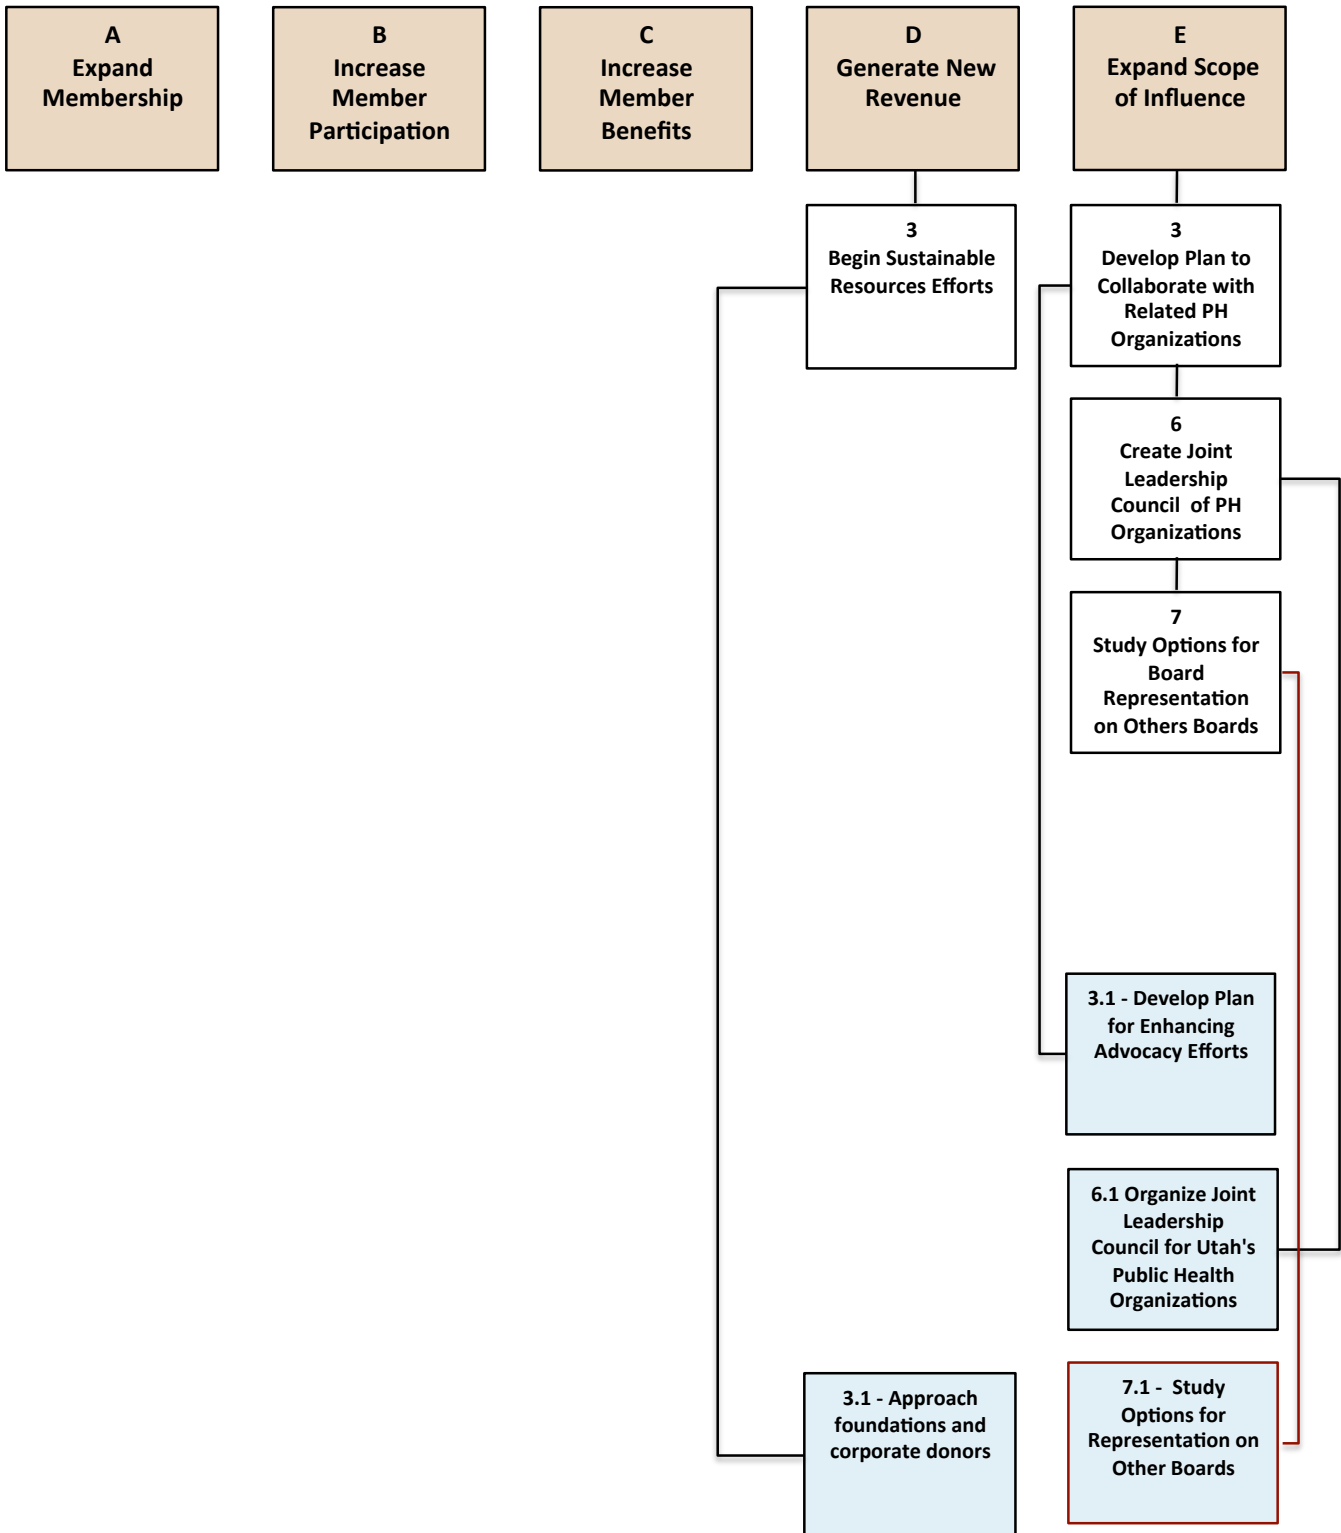 A
Expand
Membership
B
Increase
Member
Participation
C
Increase
Member
Benefits
D
Generate New
Revenue
E
Expand Scope
of Influence
3
Begin Sustainable
Resources Efforts
3
Develop Plan to
Collaborate with
Related PH
Organizations
6
Create Joint
Leadership
Council of PH
Organizations
7
Study Options for
Board
Representation
on Others Boards
3.1 - Develop Plan
for Enhancing
Advocacy Efforts
6.1 Organize Joint
Leadership
Council for Utah's
Public Health
Organizations
3.1 - Approach
foundations and
corporate donors
7.1 - Study
Options for
Representation on
Other Boards